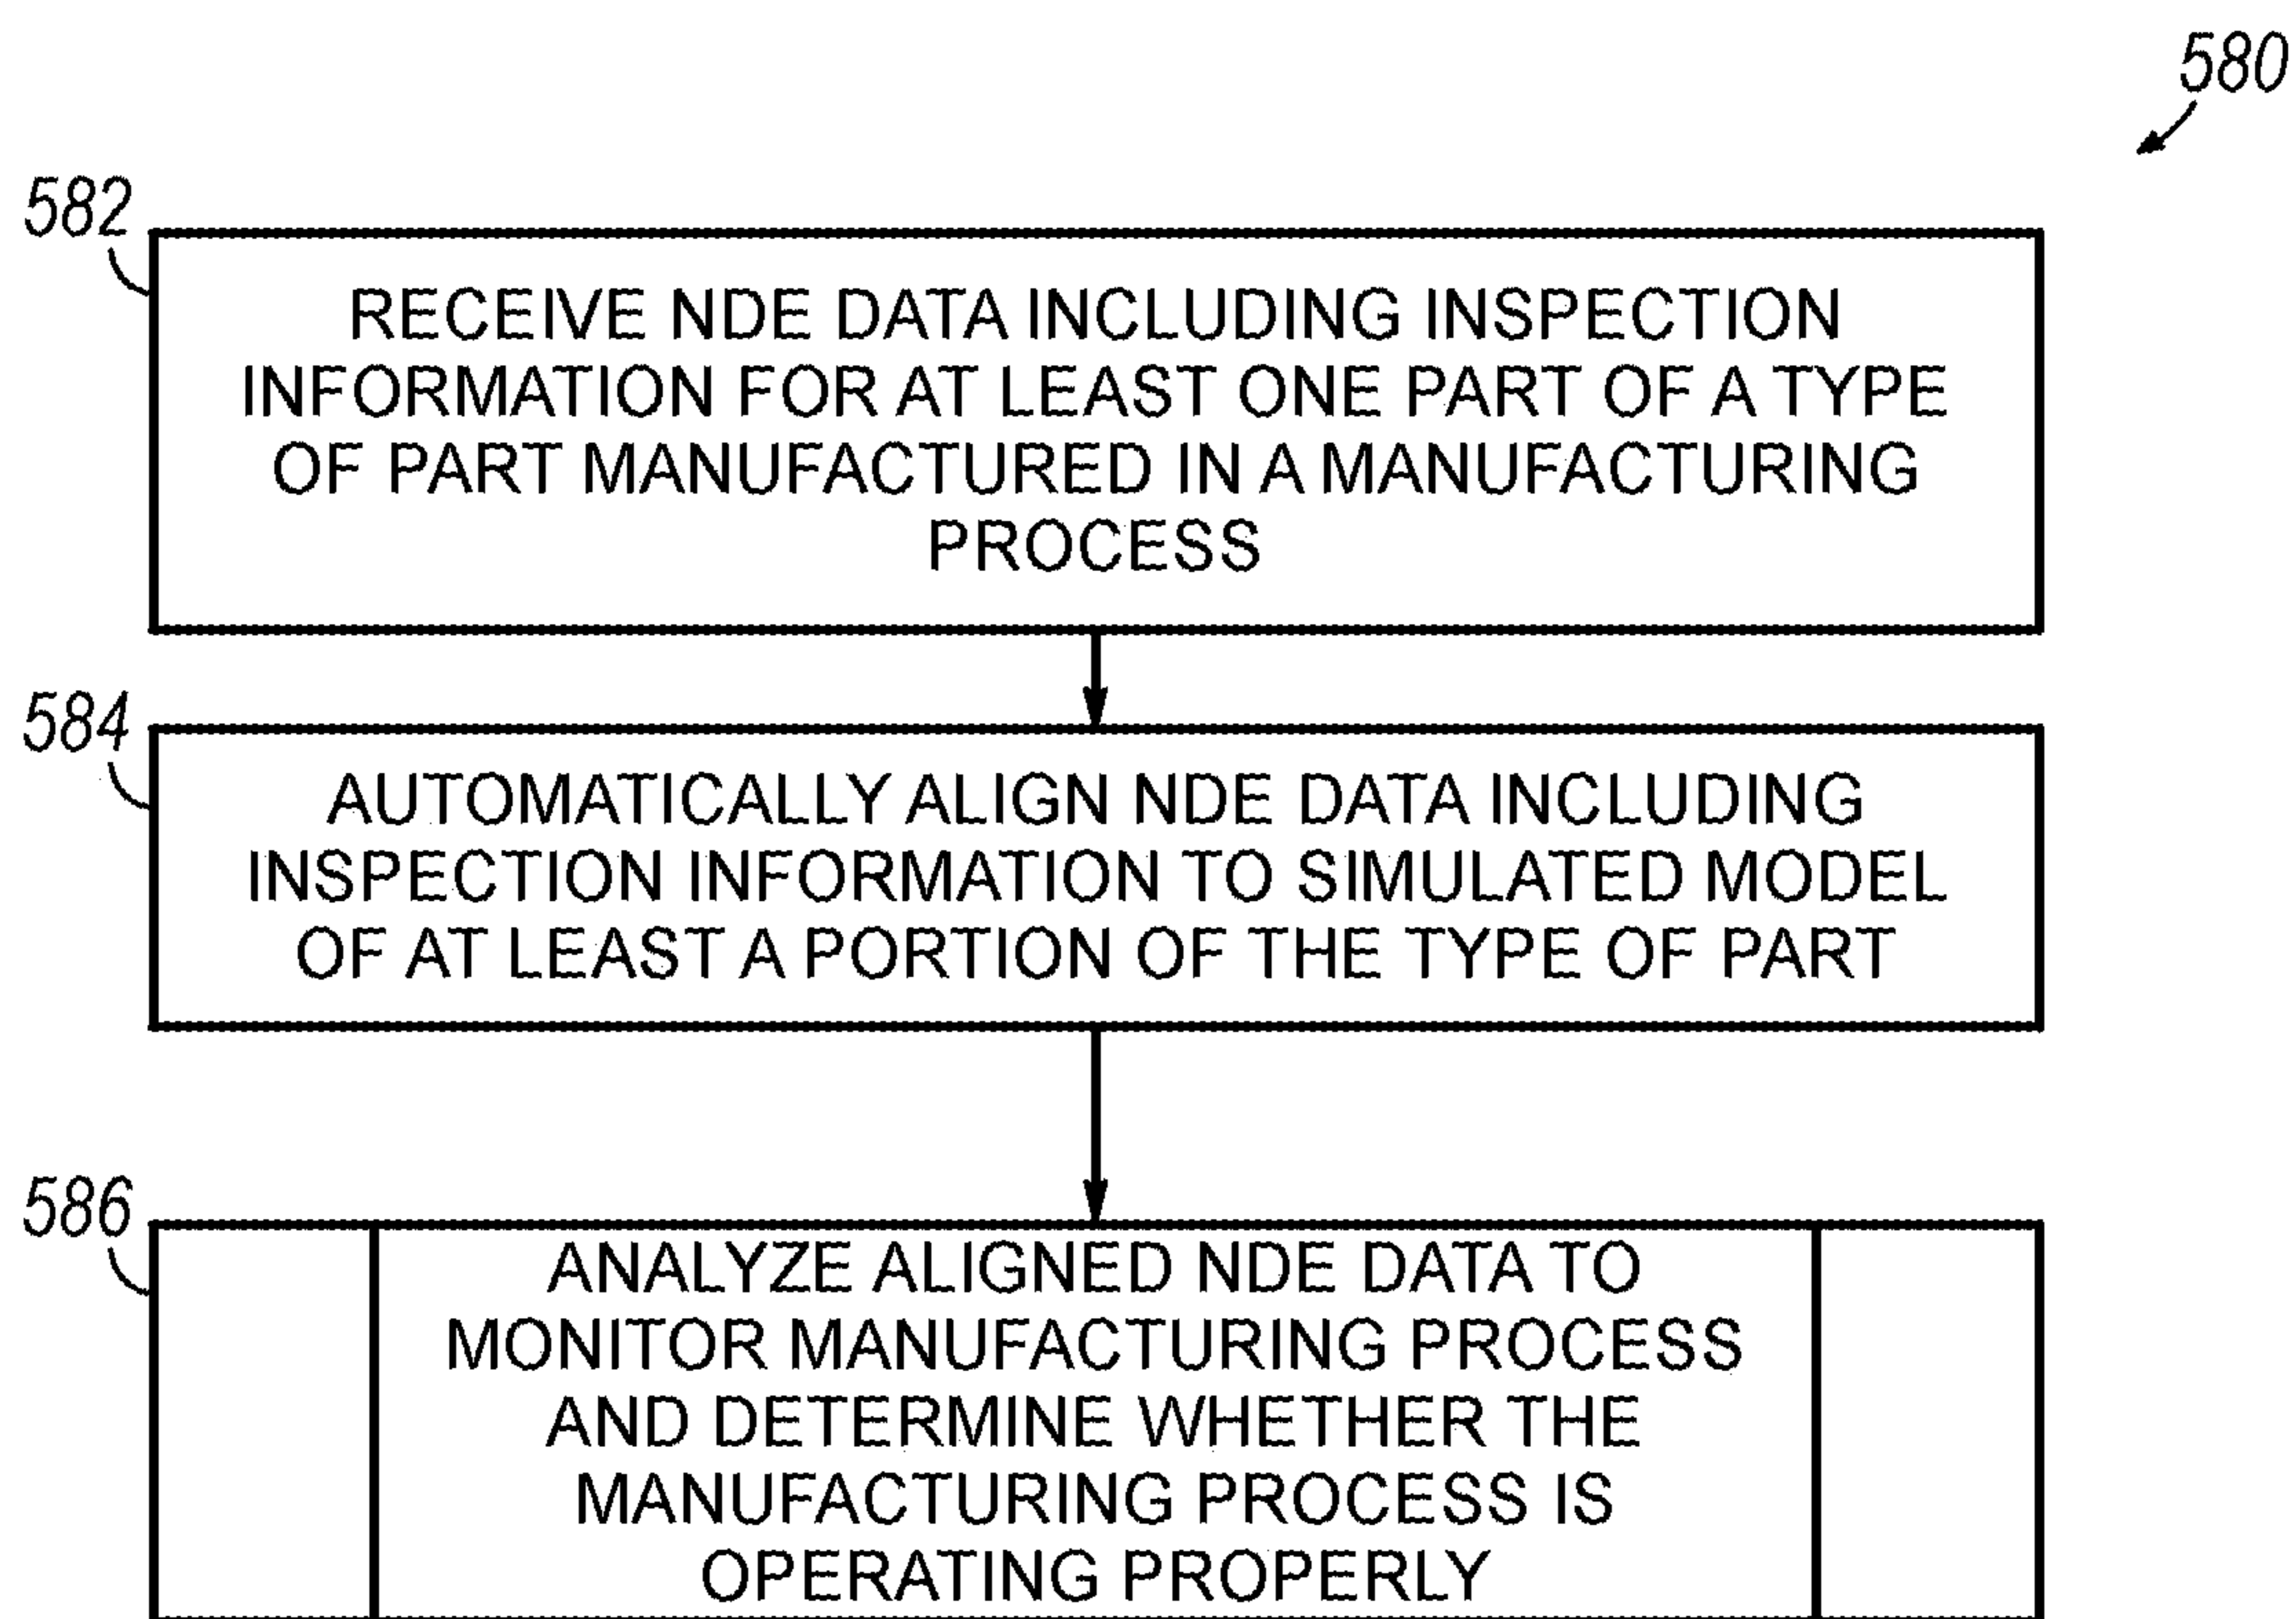 580
582
RECEIVE NDE DATA INCLUDING INSPECTION
INFORMATION FOR AT LEAST ONE PART OF A TYPE
OF PART MANUFACTURED IN A MANUFACTURING
PROCESS
584
AUTOMATICALLY ALIGN NDE DATA INCLUDING
INSPECTION INFORMATION TO SIMULATED MODEL
OF AT LEAST A PORTION OF THE TYPE OF PART
586
ANALYZE ALIGNED NDE DATA TO
MONITOR MANUFACTURING PROCESS
AND DETERMINE WHETHER THE
MANUFACTURING PROCESS IS
OPERATING PROPERLY